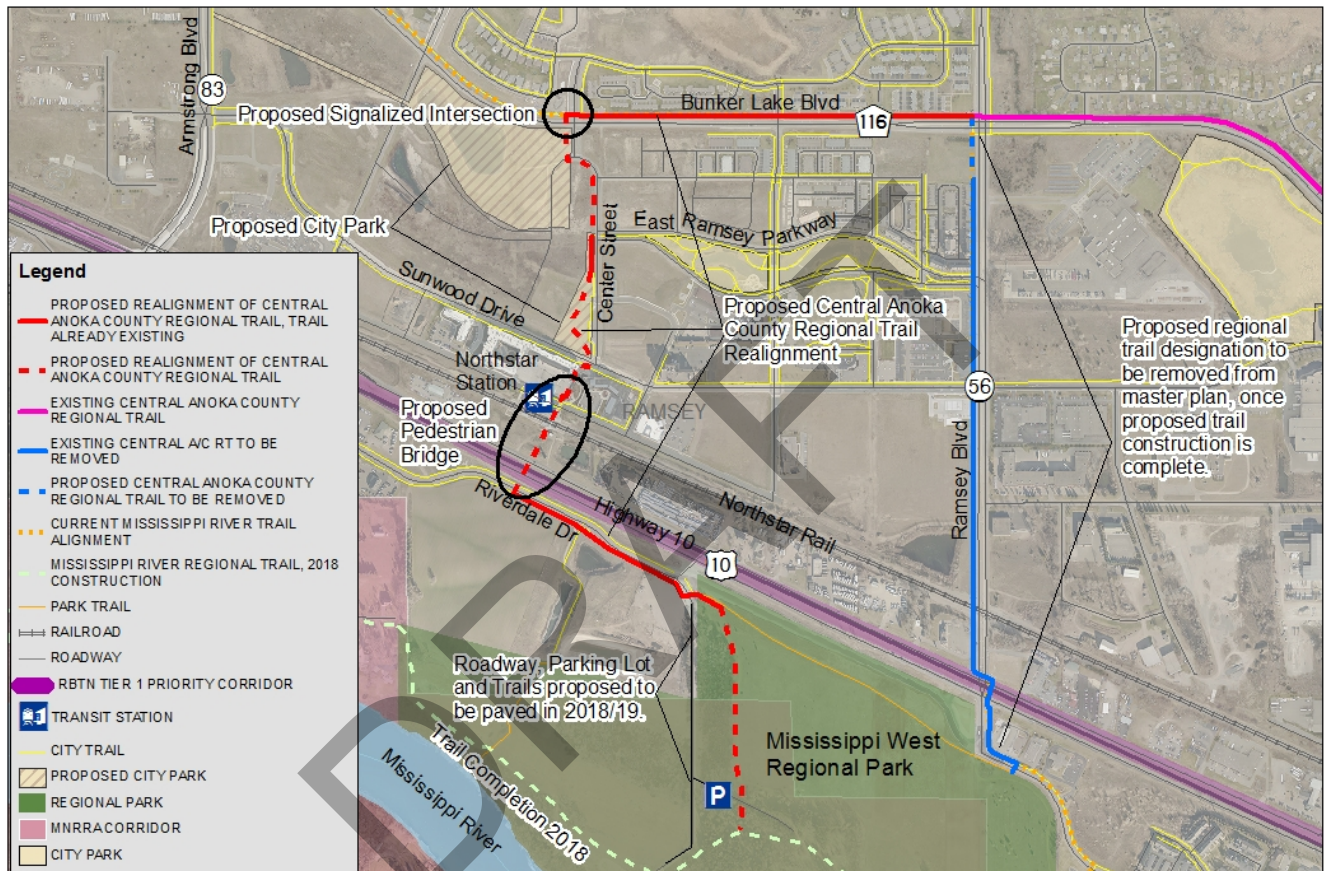 Armstrong Blvd
83
Proposed Signalized Intersection
Bunker Lake Blvd
116
Proposed City Park
East Ramsey Parkway
Center Street
Sunwood Drive
Northstar
Station
Proposed Central Anoka
County Regional Trail
Realignment
Proposed
Pedestrian
Bridge
RAMSEY
56
Ramsey Blvd
Proposed regional
trail designation to
be removed from
master plan, once
proposed trail
construction is
complete.
Riverdale Dr
Highway 10
Northstar Rail
10
Roadway, Parking Lot
and Trails proposed to
be paved in 2018/19.
Mississippi West
Regional Park
P
Trail Completion 2018
Mississippi River
DRAFT
Legend
PROPOSED REALIGNMENT OF CENTRAL
ANOKA COUNTY REGIONAL TRAIL, TRAIL
ALREADY EXISTING
PROPOSED REALIGNMENT OF CENTRAL
ANOKA COUNTY REGIONAL TRAIL
EXISTING CENTRAL ANOKA COUNTY
REGIONAL TRAIL
EXISTING CENTRAL A/C RT TO BE
REMOVED
PROPOSED CENTRAL ANOKA COUNTY
REGIONAL TRAIL TO BE REMOVED
CURRENT MISSISSIPPI RIVER TRAIL
ALIGNMENT
MISSISSIPPI RIVER REGIONAL TRAIL, 2018
CONSTRUCTION
PARK TRAIL
RAILROAD
ROADWAY
RBTN TIER 1 PRIORITY CORRIDOR
TRANSIT STATION
CITY TRAIL
PROPOSED CITY PARK
REGIONAL PARK
MNRRA CORRIDOR
CITY PARK